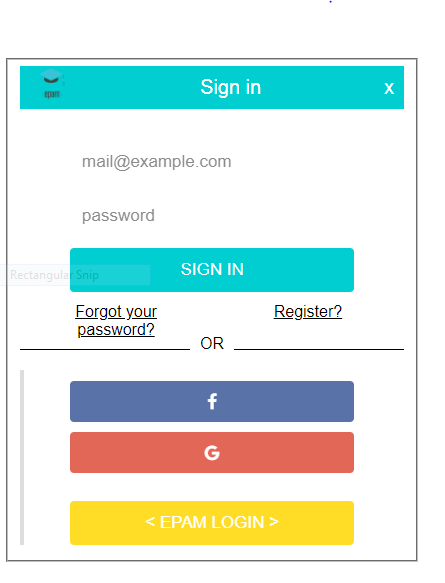 epam
Sign in
x
mail@example.com
password
SIGN IN
Rectangular Snip
Forgot your
password?
Register?
OR
f
G
< EPAM LOGIN >